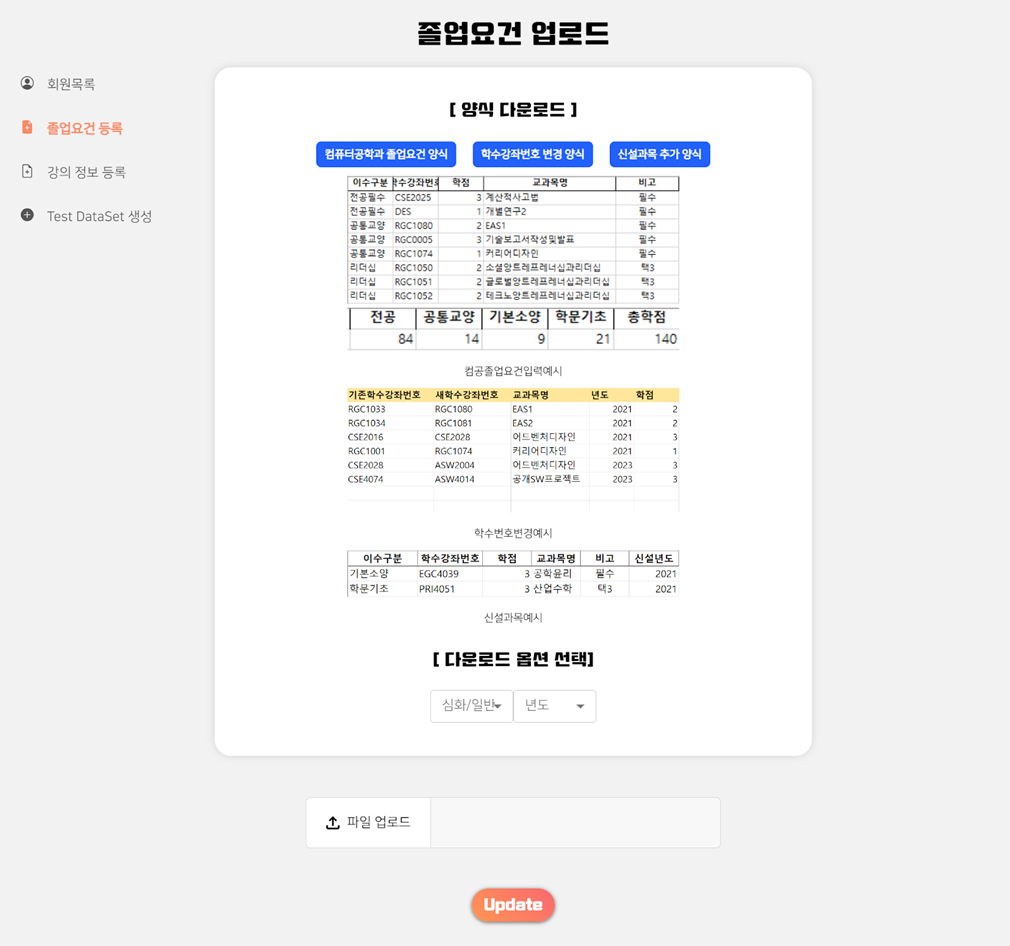 졸업요건 업로드
회원목록
졸업요건 등록
강의 정보 등록
Test DataSet 생성
[ 양식 다운로드 ]
컴퓨터공학과 졸업요건 양식 학수강좌번호 변경 양식 신설과목 추가 양식
이수구분 학수강좌번호 학점 교과목명 비고
전공필수 CSE2025 3 계산적사고법 필수
전공필수 DES 1 개별연구2 필수
공통교양 RGC1080 2 EAS1 필수
공통교양 RGC0005 3 기술보고서작성및발표 필수
공통교양 RGC1074 1 커리어디자인 필수
리더십 RGC1050 2 소셜앙트레프레너십과리더십 택3
리더십 RGC1051 2 글로벌앙트레프레너십과리더십 택3
리더십 RGC1052 2 테크노앙트레프레너십과리더십 택3
전공 공통교양 기본소양 학문기초 총학점
84 14 9 21 140
컴공졸업요건입력예시
기존학수강좌번호 새학수강좌번호 교과목명 년도 학점
RGC1033 RGC1080 EAS1 2021 2
RGC1034 RGC1081 EAS2 2021 2
CSE2016 CSE2028 어드벤처디자인 2021 3
RGC1001 RGC1074 커리어디자인 2021 1
CSE2028 ASW2004 어드벤처디자인 2023 3
CSE4074 ASW4014 공개SW프로젝트 2023 3
학수번호변경예시
이수구분 학수강좌번호 학점 교과목명 비고 신설년도
기본소양 EGC4039 3 공학윤리 필수 2021
학문기초 PRI4051 3 산업수학 택3 2021
신설과목예시
[ 다운로드 옵션 선택]
심화/일반 년도
파일 업로드
Update